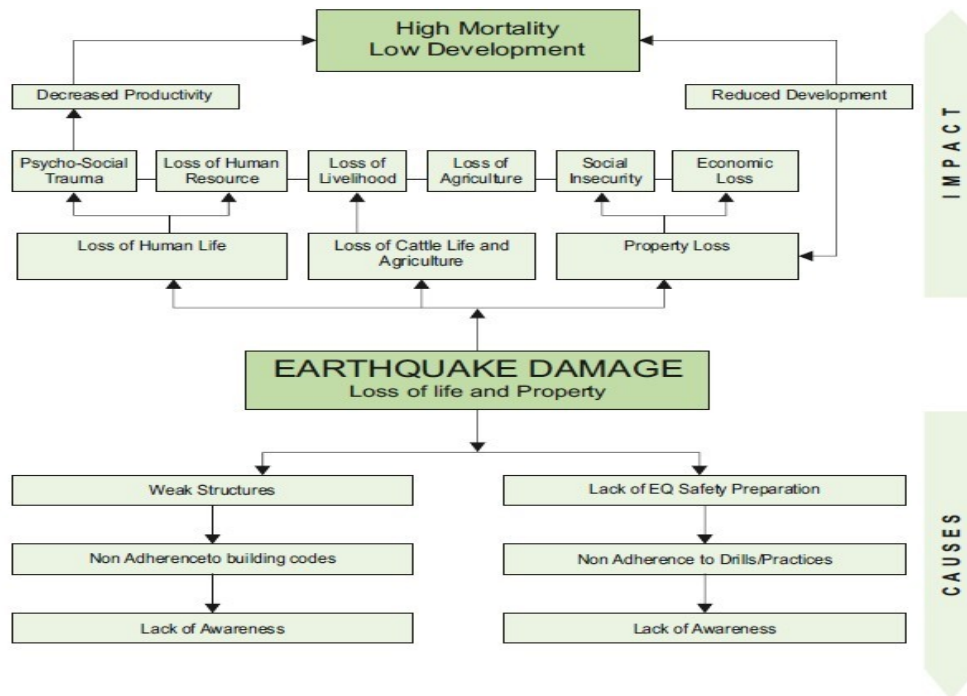 High Mortality
Low Development
Decreased Productivity
Reduced Development
Psycho-Social
Trauma
Loss of Human
Resource
Loss of
Livelihood
Loss of
Agriculture
Social
Insecurity
Economic
Loss
Loss of Human Life
Loss of Cattle Life and
Agriculture
Property Loss
IMPACT
EARTHQUAKE DAMAGE
Loss of life and Property
Weak Structures
Lack of EQ Safety Preparation
Non Adherenceto building codes
Non Adherence to Drills/Practices
Lack of Awareness
Lack of Awareness
CAUSES